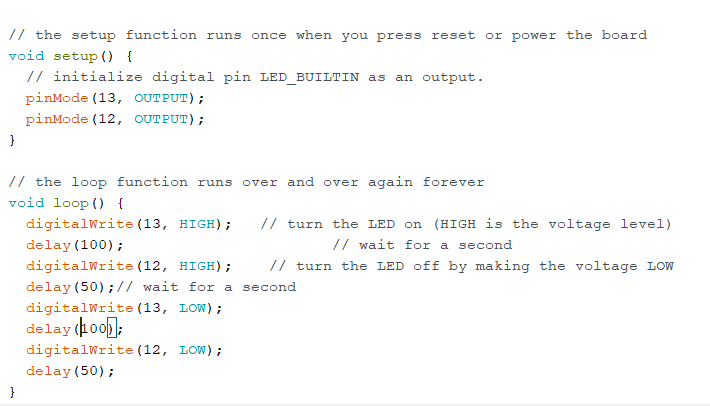 // the setup function runs once when you press reset or power the board
void setup() {
  // initialize digital pin LED_BUILTIN as an output.
  pinMode(13, OUTPUT);
  pinMode(12, OUTPUT);
}

// the loop function runs over and over again forever
void loop() {
  digitalWrite(13, HIGH);   // turn the LED on (HIGH is the voltage level)
  delay(100);                       // wait for a second
  digitalWrite(12, HIGH);    // turn the LED off by making the voltage LOW
  delay(50);// wait for a second
  digitalWrite(13, LOW);
  delay(100);
  digitalWrite(12, LOW);
  delay(50);
}